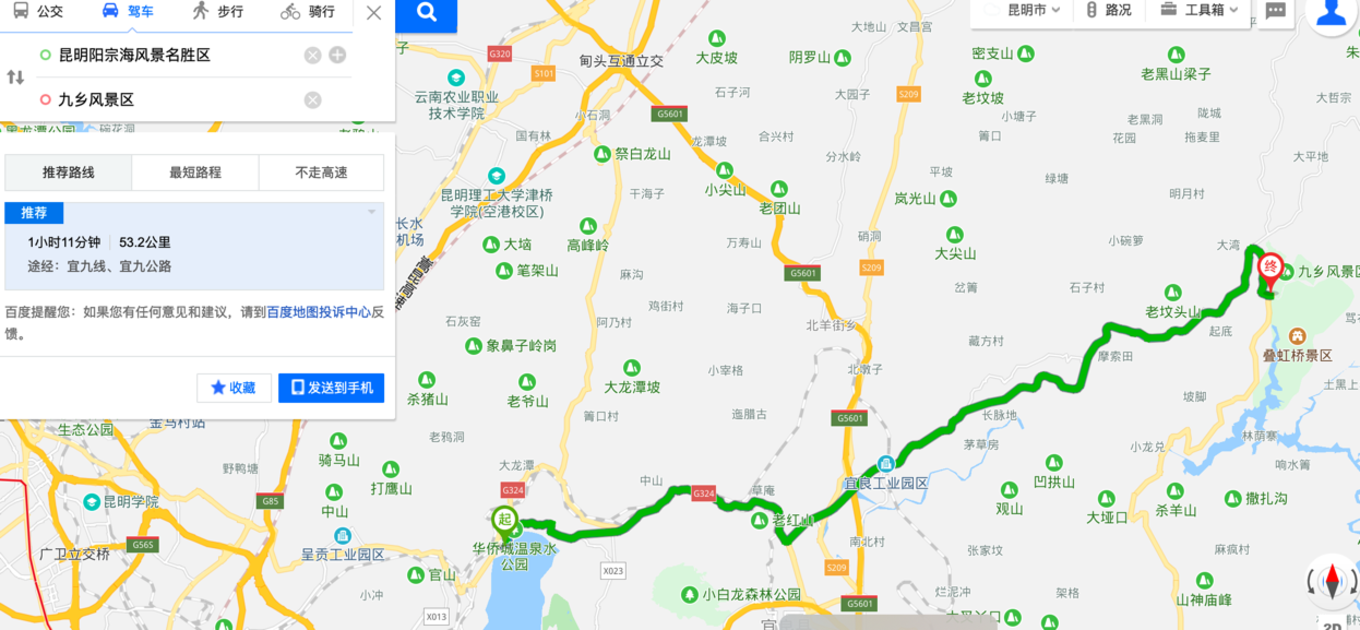 公交
驾车
步行
骑行
昆明阳宗海风景名胜区
九乡风景区
推荐路线
最短路程
不走高速
推荐
1小时11分钟
53.2公里
途经：宜九线、宜九公路
百度提醒您：如果您有任何意见和建议，请到百度地图投诉中心反
馈。
收藏
发送到手机
昆明市
路况
工具箱
大地山
文昌宫
G320
S101
大皮坡
阴罗山
密支山
老黑山梁子
老坟坡
甸头互通立交
云南农业职业
技术学院
石子河
大园子
S209
大哲宗
小石洞
G5601
小塘子
老黑洞
陇城
国有林
龙潭坡
合兴村
箐口
花园
拖麦里
祭白龙山
分水岭
大平地
小尖山
平坡
绿塘
昆明理工大学津桥
学院(空港校区)
干海子
老团山
岚光山
明月村
长水
机场
大垴
高峰岭
万寿山
硝洞
大尖山
小碗箩
大湾
嵩昆高速
笔架山
麻沟
G5601
S209
终
九乡风景区
岔箐
石子村
鸡街村
海子口
老坟头山
石灰窑
阿乃村
北羊街乡
起底
藏方村
叠虹桥景区
象鼻子岭岗
摩索田
大龙潭坡
小宰格
北墩子
土黑上
杀猪山
老爷山
坡脚
箐口村
迤腊古
G5601
长脉地
生态公园
金马村站
老鸦洞
茅草房
小龙兑
林荫寨
骑马山
野鸭塘
大龙潭
响水箐
打鹰山
中山
宜良工业园区
凹拱山
G85
G324
G324
草庵
昆明学院
中山
观山
大垭口
杀羊山
撒扎沟
起
老红山
广卫立交桥
G56S
呈贡工业园区
华侨城温泉水
公园
南北村
张家坟
麻疯村
官山
X023
S209
小冲
小白龙森林公园
烂泥冲
架格
山神庙峰
X013
G5601